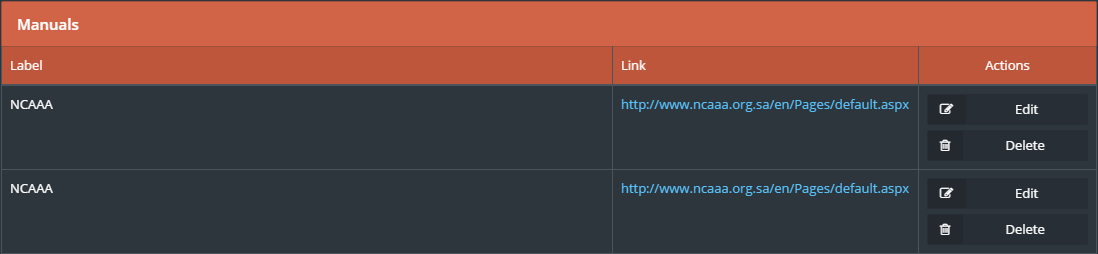 Manuals
Label Link Actions
NCAAA http://www.ncaaa.org.sa/en/Pages/default.aspx Edit
Delete
NCAAA http://www.ncaaa.org.sa/en/Pages/default.aspx Edit
Delete